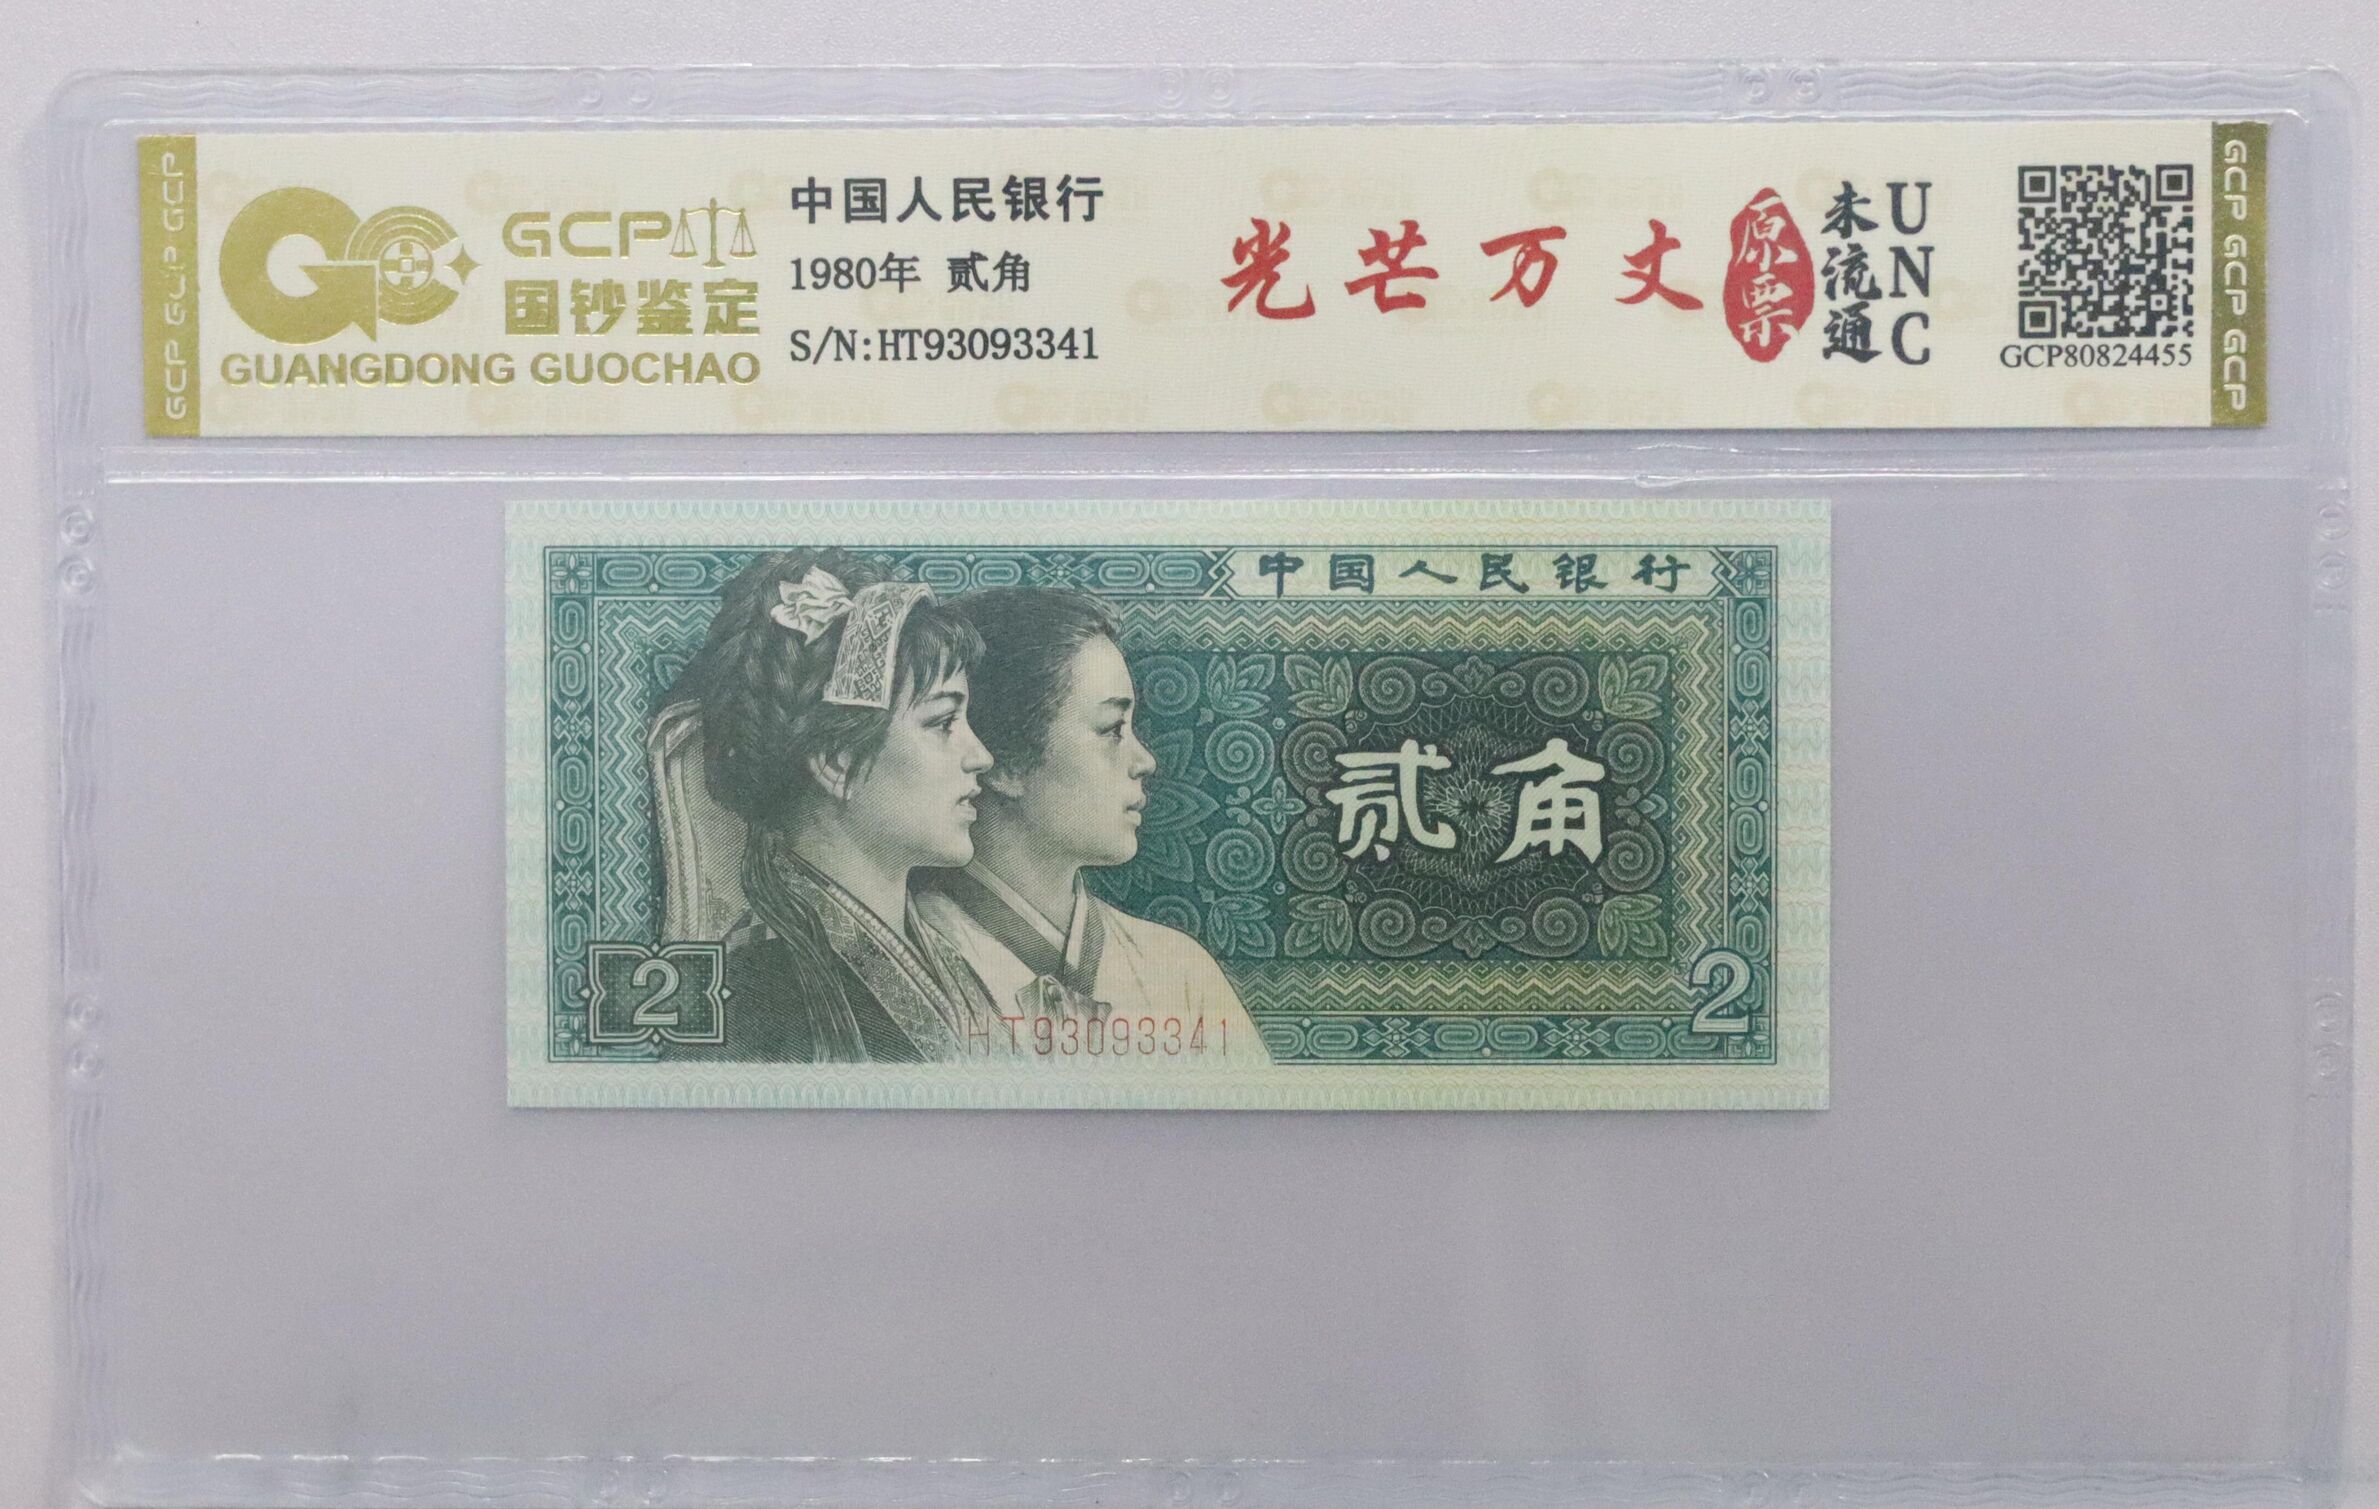 GCP GCP GCP
GCP
国钞鉴定
GUANGDONG GUOCHAO
中国人民银行
1980年 贰角
S/N:HT93093341
光芒万丈
原票
未流通
UNC
GCP80824455
GCP GCP GCP
中国人民银行
贰角
2
2
HT93093341